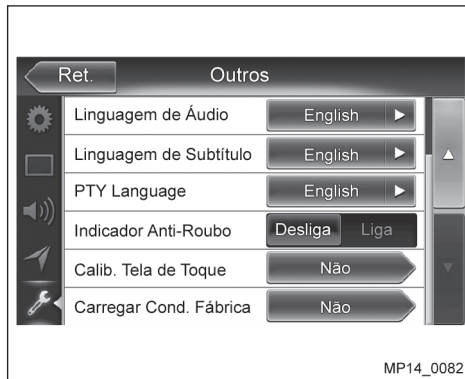 Ret. Outros
Linguagem de Áudio English
Linguagem de Subtítulo English
PTY Language English
Indicador Anti-Roubo Desliga Liga
Calib. Tela de Toque Não
Carregar Cond. Fábrica Não
MP14_0082